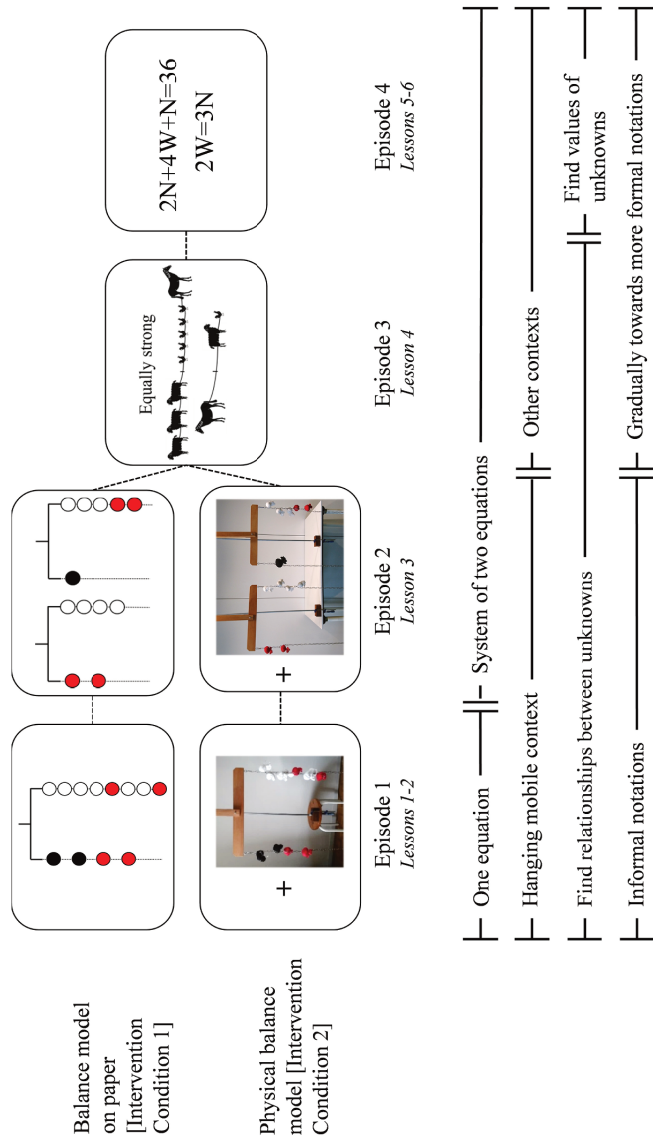 Balance model
on paper
[Intervention
Condition 1]
Physical balance
model [Intervention
Condition 2]
+
+
Equally strong
2N+4W+N=36
2W=3N
Episode 1
Lessons 1-2
Episode 2
Lesson 3
Episode 3
Lesson 4
Episode 4
Lessons 5-6
One equation
System of two equations
Hanging mobile context
Other contexts
Find relationships between unknowns
Find values of
unknowns
Informal notations
Gradually towards more formal notations